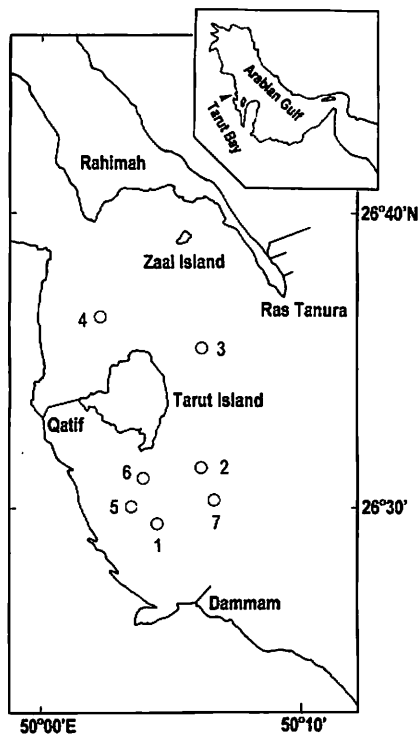 Arabian Gulf
Tarut Bay
Rahimah
26°40'N
Zaal Island
Ras Tanura
4
3
Tarut Island
Qatif
6
2
5
7
26°30'
1
Dammam
50°00'E
50°10'